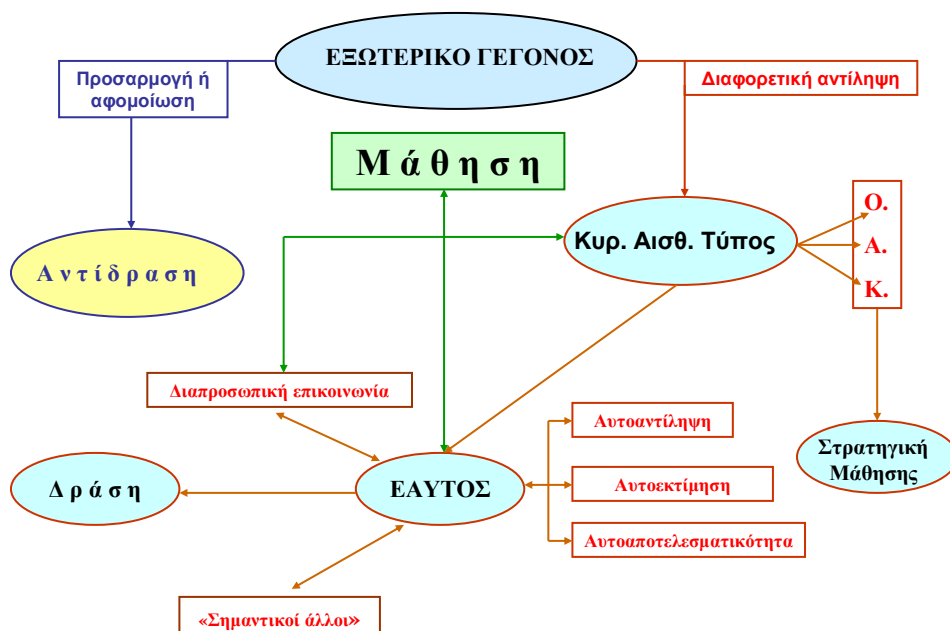 ΕΞΩΤΕΡΙΚΟ ΓΕΓΟΝΟΣ
Προσαρμογή ή
αφομοίωση
Διαφορετική αντίληψη
Μ ά θ η σ η
Ο.
Κυρ. Αισθ. Τύπος
Α.
Α ν τ ί δ ρ α σ η
Κ.
Διαπροσωπική επικοινωνία
Αυτοαντίληψη
Στρατηγική
Μάθησης
Δ ρ ά σ η
ΕΑΥΤΟΣ
Αυτοεκτίμηση
Αυτοαποτελεσματικότητα
«Σημαντικοί άλλοι»